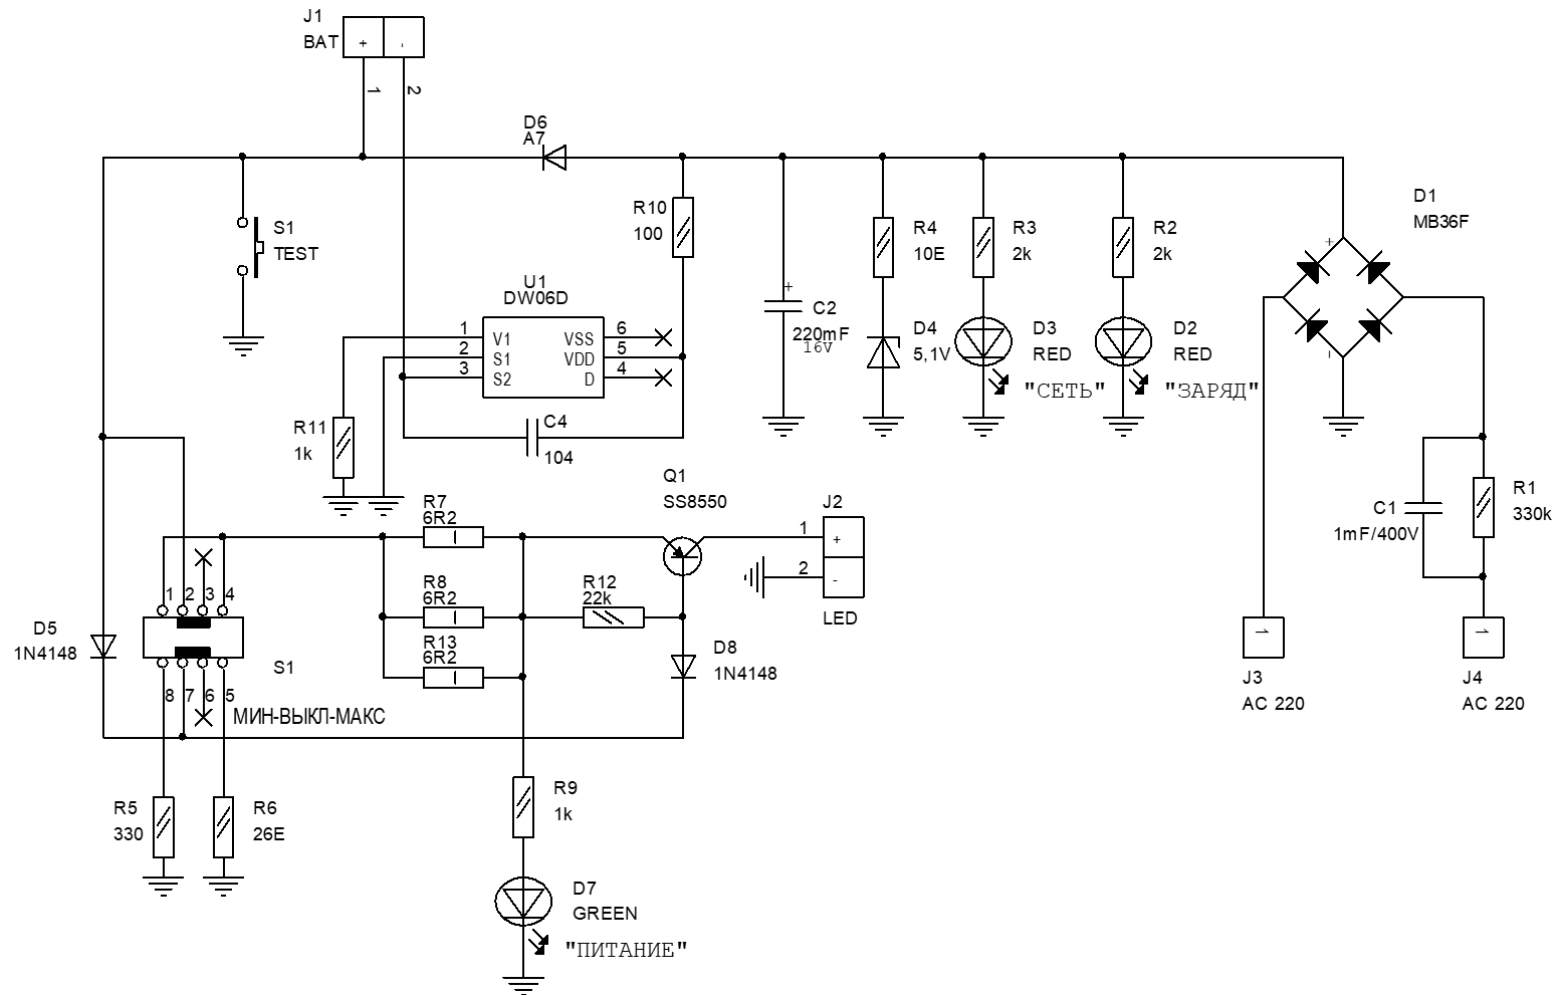 J1
BAT
+ -
1 2
D6
A7
S1
TEST
R10
100
R4
10E
R3
2k
R2
2k
D1
MB36F
+
-
U1
DW06D
1 V1 VSS 6
2 S1 VDD 5
3 S2 D 4
+
C2
220mF
16V
D4
5,1V
D3
RED
"СЕТЬ"
D2
RED
"ЗАРЯД"
R11
1k
C4
104
Q1
SS8550
R7
6R2
J2
1 +
2 -
LED
C1
1mF/400V
R1
330k
R8
6R2
R12
22k
R13
6R2
1 2 3 4
D5
1N4148
S1
8 7 6 5
МИН-ВЫКЛ-МАКС
D8
1N4148
1
J3
AC 220
1
J4
AC 220
R5
330
R6
26E
R9
1k
D7
GREEN
"ПИТАНИЕ"